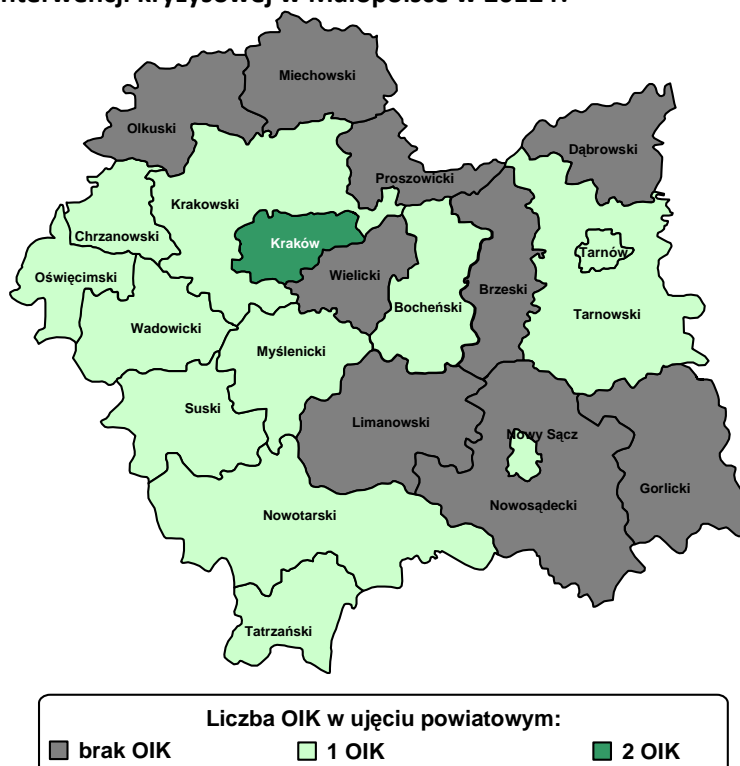 Miechowski
Olkuski
Dąbrowski
Proszowicki
Krakowski
Chrzanowski
Kraków
Tarnów
Oświęcimski
Wielicki
Brzeski
Bocheński
Tarnowski
Wadowicki
Myślenicki
Suski
Limanowski
Nowy Sącz
Gorlicki
Nowosądecki
Nowotarski
Tatrzański
Liczba OIK w ujęciu powiatowym:
brak OIK 1 OIK 2 OIK